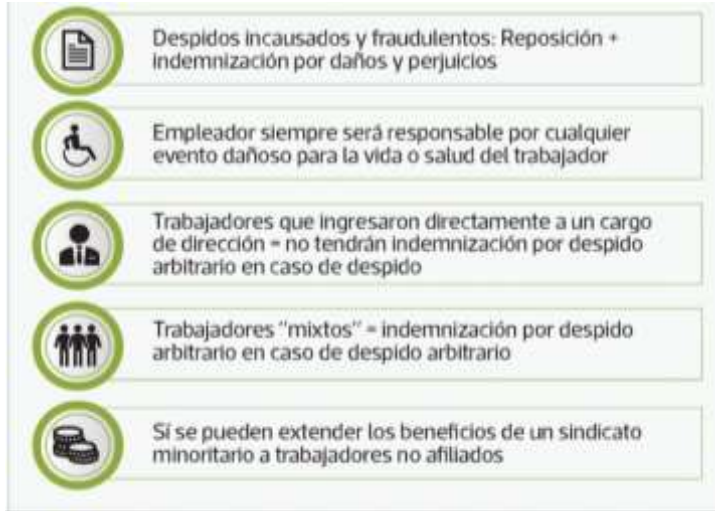 Despidos incausados y fraudulentos: Reposición +
indemnización por daños y perjuicios
Empleador siempre será responsable por cualquier
evento dañoso para la vida o salud del trabajador
Trabajadores que ingresaron directamente a un cargo
de dirección = no tendrán indemnización por despido
arbitrario en caso de despido
Trabajadores "mixtos" = indemnización por despido
arbitrario en caso de despido arbitrario
Sí se pueden extender los beneficios de un sindicato
minoritario a trabajadores no afiliados